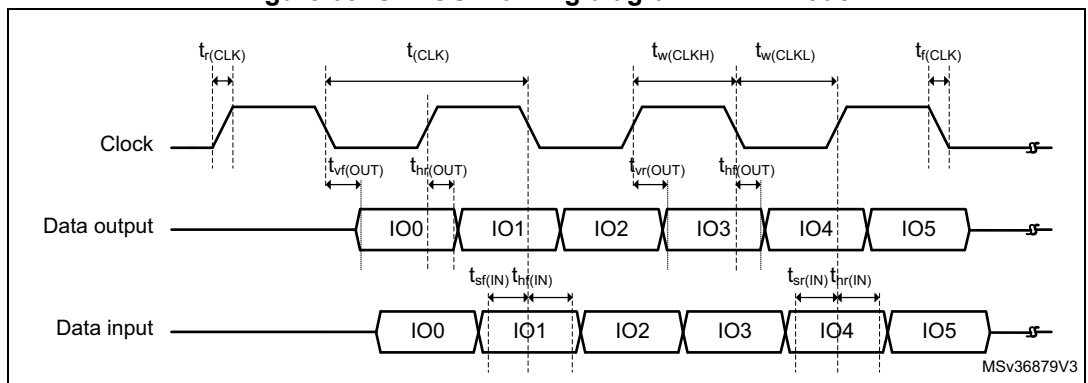 tr(CLK) t(CLK) tw(CLKH) tw(CLKL) tf(CLK)
Clock
tvf(OUT) thr(OUT) tvr(OUT) thf(OUT)
Data output IO0 IO1 IO2 IO3 IO4 IO5
tsf(IN) thf(IN) tsr(IN) thr(IN)
Data input IO0 IO1 IO2 IO3 IO4 IO5
MSv36879V3